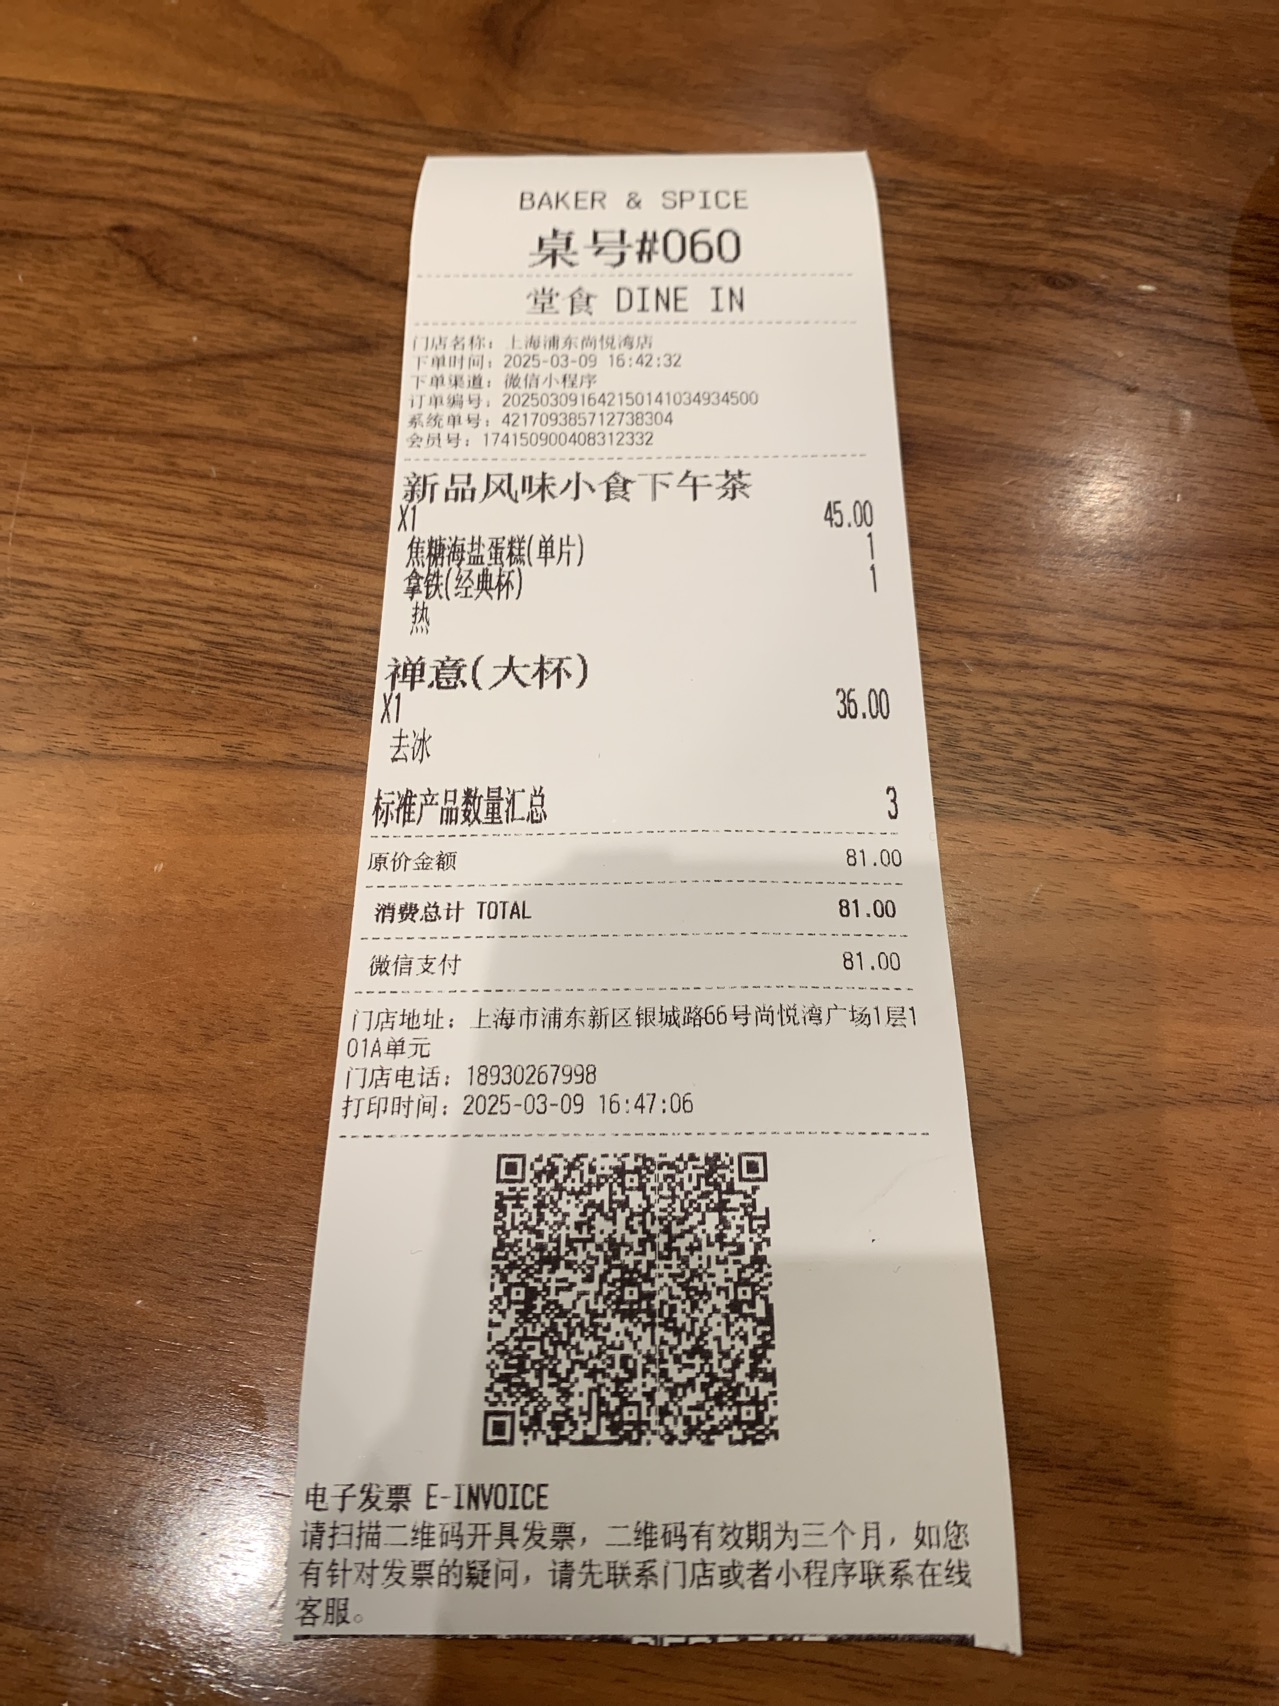 BAKER & SPICE
桌号#060
堂食 DINE IN
门店名称：上海浦东尚悦湾店
下单时间：2025-03-09 16:42:32
下单渠道：微信小程序
订单编号：2025030916421501410349345​00
系统单号：421709385712738304
会员号：174150900408312332
新品风味小食下午茶
X1 45.00
焦糖海盐蛋糕(单片) 1
拿铁(经典杯) 1
热
禅意(大杯)
X1 36.00
去冰
标准产品数量汇总 3
原价金额 81.00
消费总计 TOTAL 81.00
微信支付 81.00
门店地址：上海市浦东新区银城路66号尚悦湾广场1层1
01A单元
门店电话：18930267998
打印时间：2025-03-09 16:47:06
电子发票 E-INVOICE
请扫描二维码开具发票，二维码有效期为三个月，如您
有针对发票的疑问，请先联系门店或者小程序联系在线
客服。